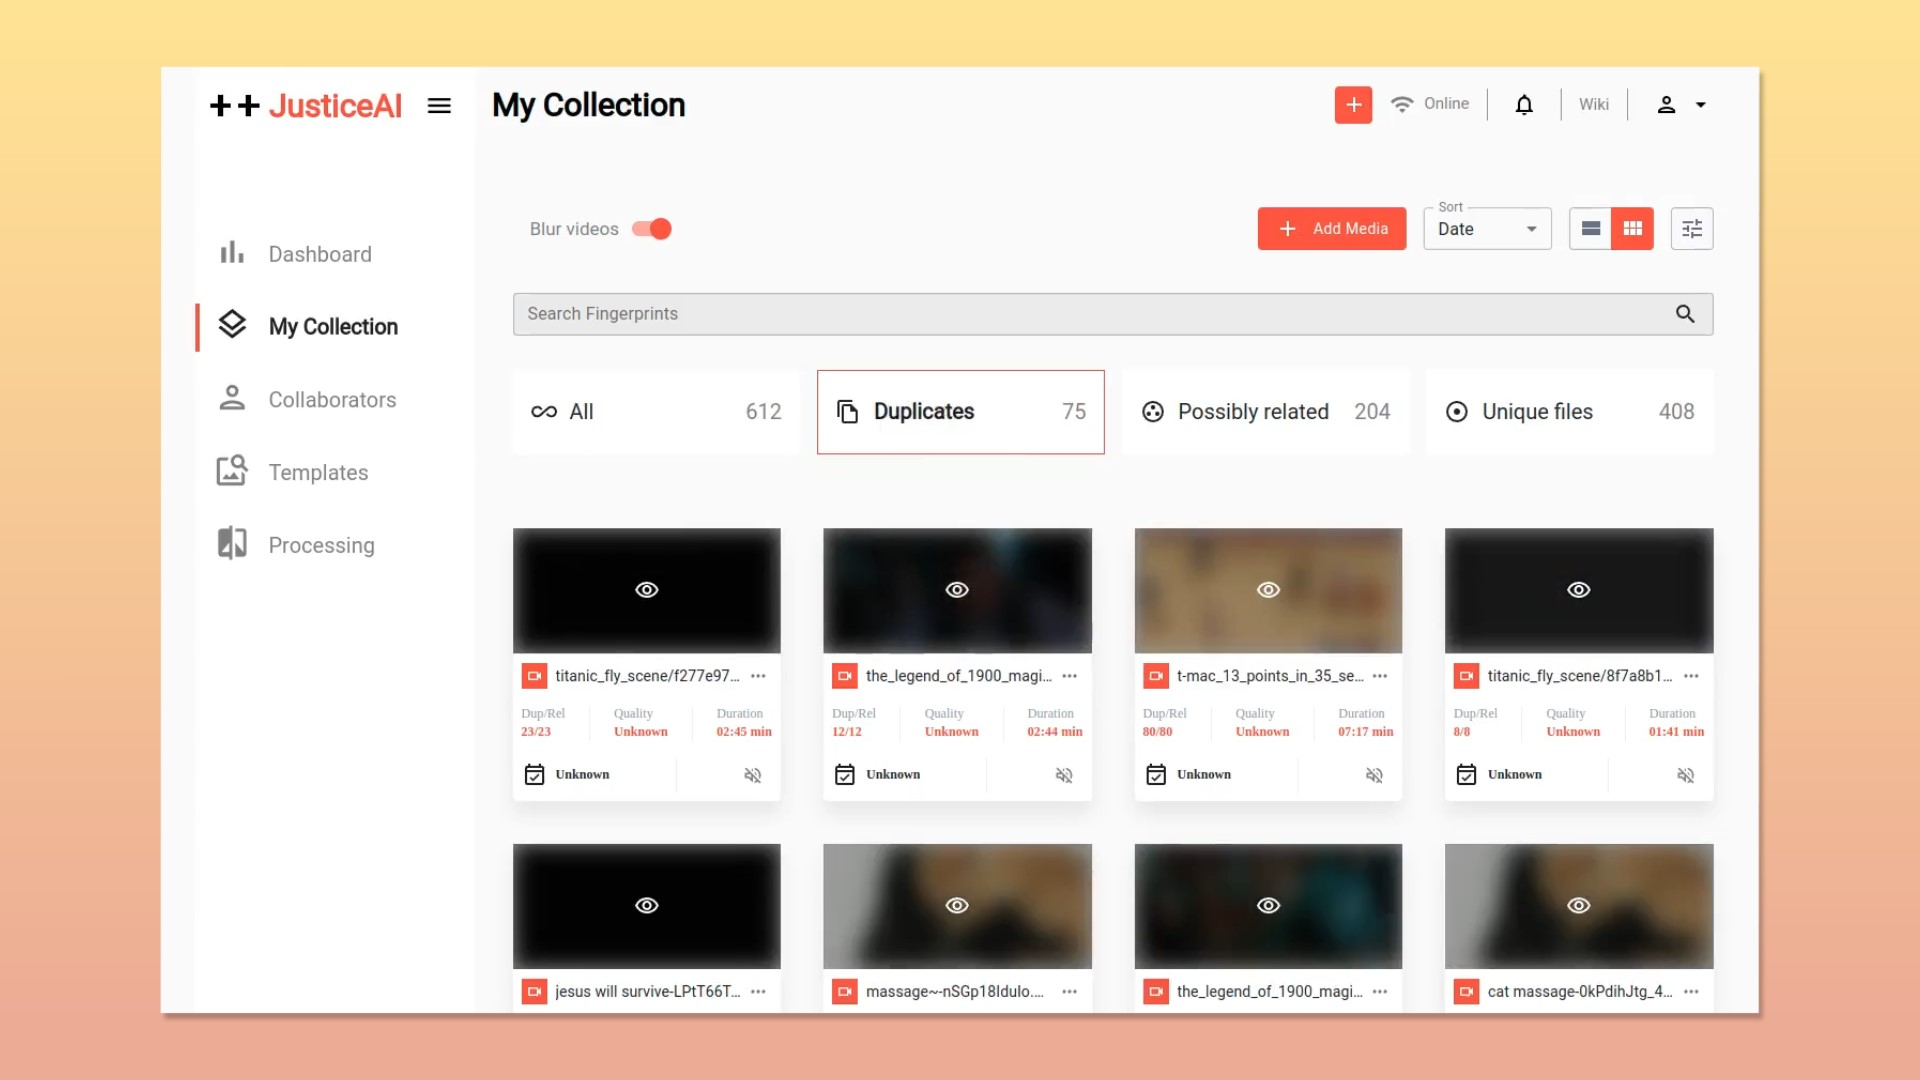 ++ JusticeAI
My Collection
Online
Wiki
Dashboard
My Collection
Collaborators
Templates
Processing
Blur videos
+ Add Media
Sort
Date
Search Fingerprints
All 612
Duplicates 75
Possibly related 204
Unique files 408
titanic_fly_scene/f277e97...
Dup/Rel Quality Duration
23/23 Unknown 02:45 min
Unknown
the_legend_of_1900_magi...
Dup/Rel Quality Duration
12/12 Unknown 02:44 min
Unknown
t-mac_13_points_in_35_se...
Dup/Rel Quality Duration
80/80 Unknown 07:17 min
Unknown
titanic_fly_scene/8f7a8b1...
Dup/Rel Quality Duration
8/8 Unknown 01:41 min
Unknown
jesus will survive-LPtT66T...
massage~-nSGp18Idulo....
the_legend_of_1900_magi...
cat massage-0kPdihJtg_4...